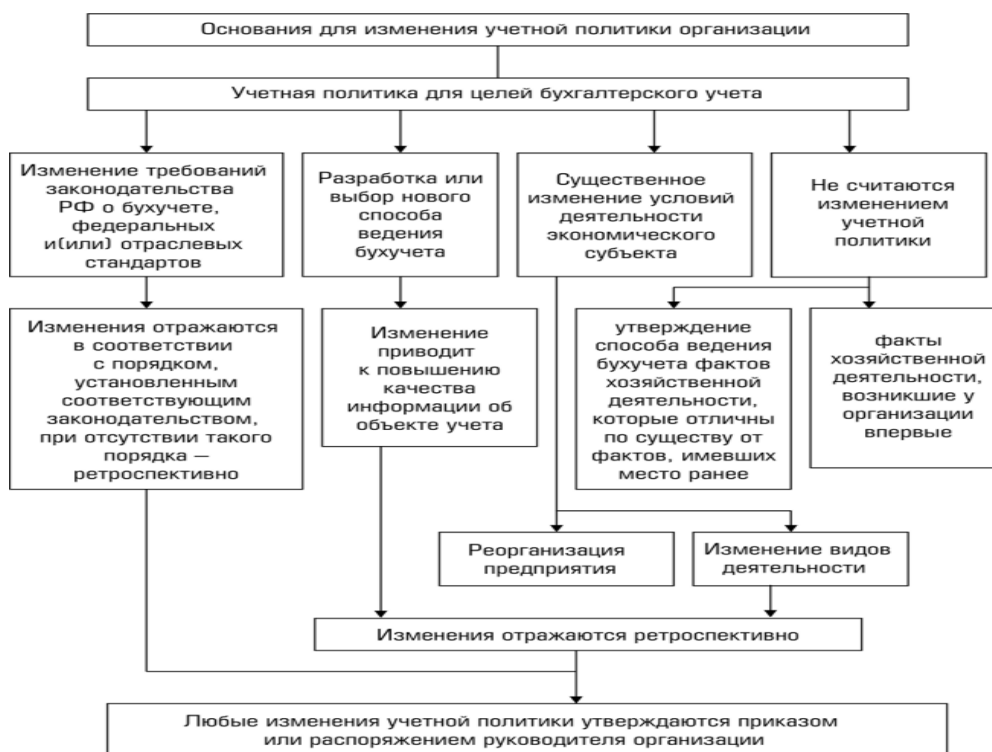 Основания для изменения учетной политики организации
Учетная политика для целей бухгалтерского учета
Изменение требований
законодательства
РФ о бухучете,
федеральных
и(или) отраслевых
стандартов
Разработка или
выбор нового
способа
ведения
бухучета
Существенное
изменение условий
деятельности
экономического
субъекта
Не считаются
изменением
учетной
политики
Изменения отражаются
в соответствии
с порядком,
установленным
соответствующим
законодательством,
при отсутствии такого
порядка —
ретроспективно
Изменение
приводит
к повышению
качества
информации об
объекте учета
утверждение
способа ведения
бухучета фактов
хозяйственной
деятельности,
которые отличны
по существу от
фактов, имевших
место ранее
факты
хозяйственной
деятельности,
возникшие у
организации
впервые
Реорганизация
предприятия
Изменение видов
деятельности
Изменения отражаются ретроспективно
Любые изменения учетной политики утверждаются приказом
или распоряжением руководителя организации